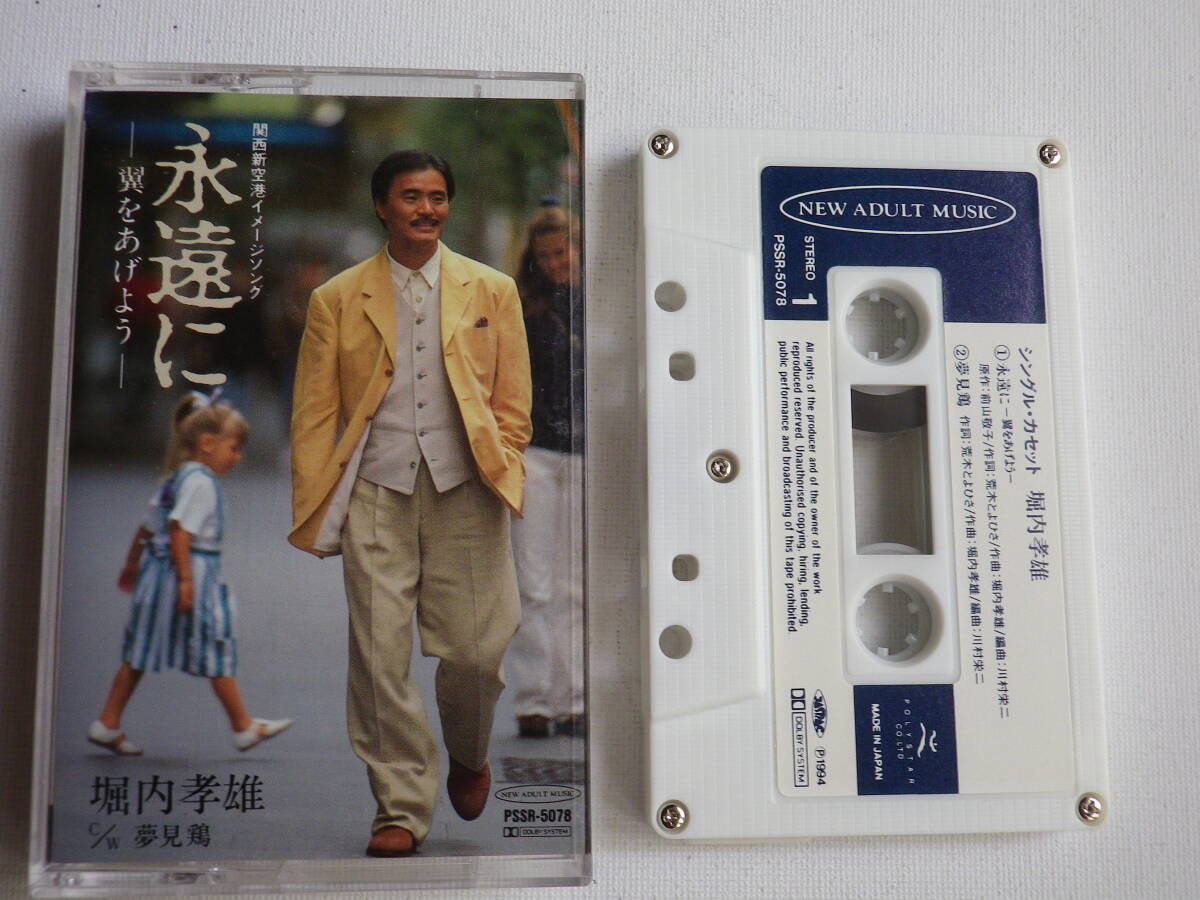 関西新空港イメージソング
永遠に
―翼をあげよう―
堀内孝雄
C/W 夢見鶏
NEW ADULT MUSIC
PSSR-5078
DOLBY SYSTEM
NEW ADULT MUSIC
STEREO 1
PSSR-5078
シングル・カセット 堀内孝雄
①永遠に―翼をあげよう―
原作:前山敬子/作詞:荒木とよひさ/作曲:堀内孝雄/編曲:川村栄二
②夢見鶏 作詞:荒木とよひさ/作曲:堀内孝雄/編曲:川村栄二
All rights of the producer and of the owner of the work
reproduced reserved. Unauthorised copying, hiring, lending,
public performance and broadcasting of this tape prohibited.
DOLBY SYSTEM
JASRAC
Ⓟ1994
POLYSTAR
CO.LTD
MADE IN JAPAN